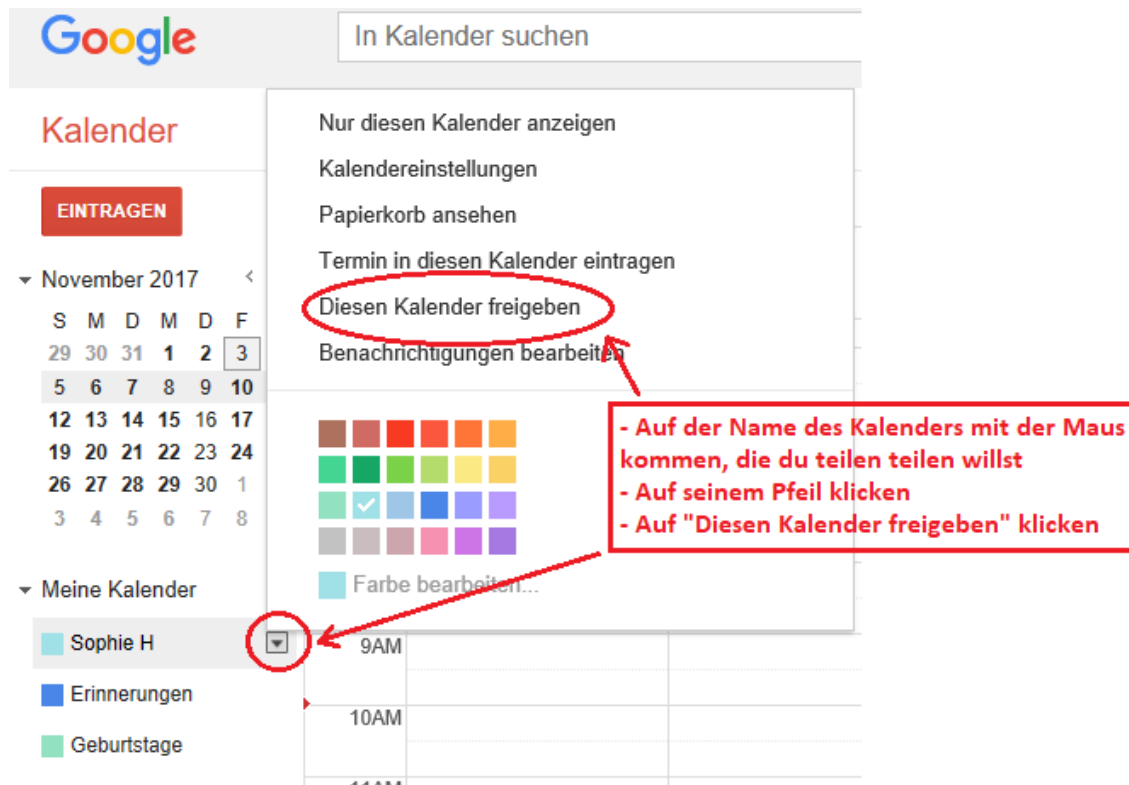 Google
In Kalender suchen
Kalender
EINTRAGEN
November 2017 <
S M D M D F
29 30 31 1 2 3
5 6 7 8 9 10
12 13 14 15 16 17
19 20 21 22 23 24
26 27 28 29 30 1
3 4 5 6 7 8
Meine Kalender
Sophie H
Erinnerungen
Geburtstage
Nur diesen Kalender anzeigen
Kalendereinstellungen
Papierkorb ansehen
Termin in diesen Kalender eintragen
Diesen Kalender freigeben
Benachrichtigungen bearbeiten
Farbe bearbeiten...
- Auf der Name des Kalenders mit der Maus
kommen, die du teilen teilen willst
- Auf seinem Pfeil klicken
- Auf "Diesen Kalender freigeben" klicken
9AM
10AM
11AM